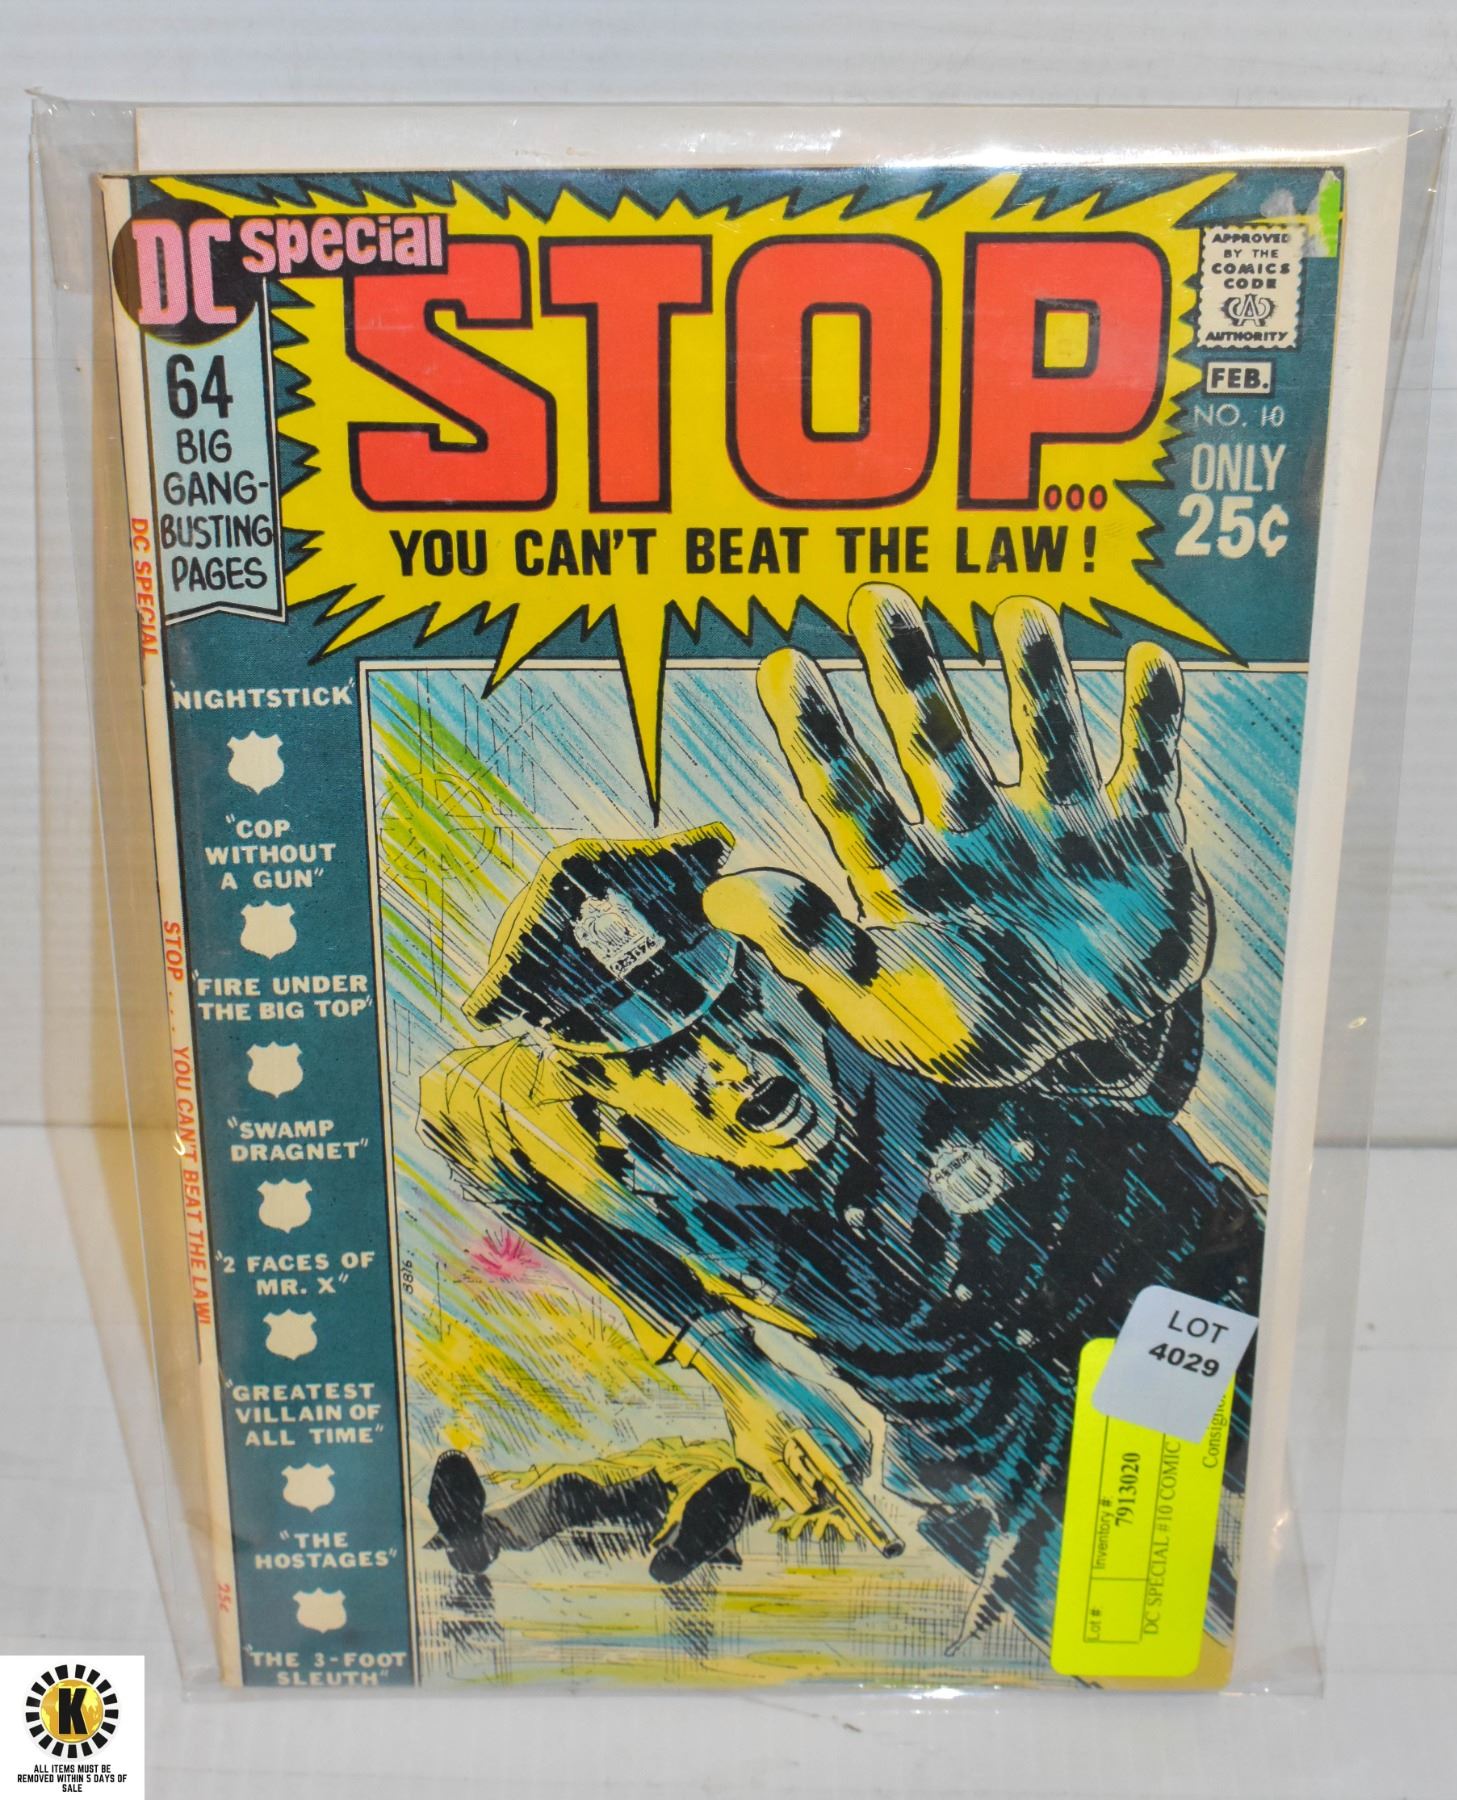 DC Special
STOP...
YOU CAN'T BEAT THE LAW!
APPROVED
BY THE
COMICS
CODE
CA
AUTHORITY
FEB.
NO. 10
ONLY
25¢
64
BIG
GANG-
BUSTING
PAGES
"NIGHTSTICK"
"COP
WITHOUT
A GUN"
"FIRE UNDER
THE BIG TOP"
"SWAMP
DRAGNET"
"2 FACES OF
MR. X"
"GREATEST
VILLAIN OF
ALL TIME"
"THE
HOSTAGES"
"THE 3-FOOT
SLEUTH"
DC SPECIAL
STOP.... YOU CAN'T BEAT THE LAW!
25¢
LOT
4029
Lot #:
Inventory #:
7913020
DC SPECIAL #10 COMIC
K
ALL ITEMS MUST BE
REMOVED WITHIN 5 DAYS OF
SALE